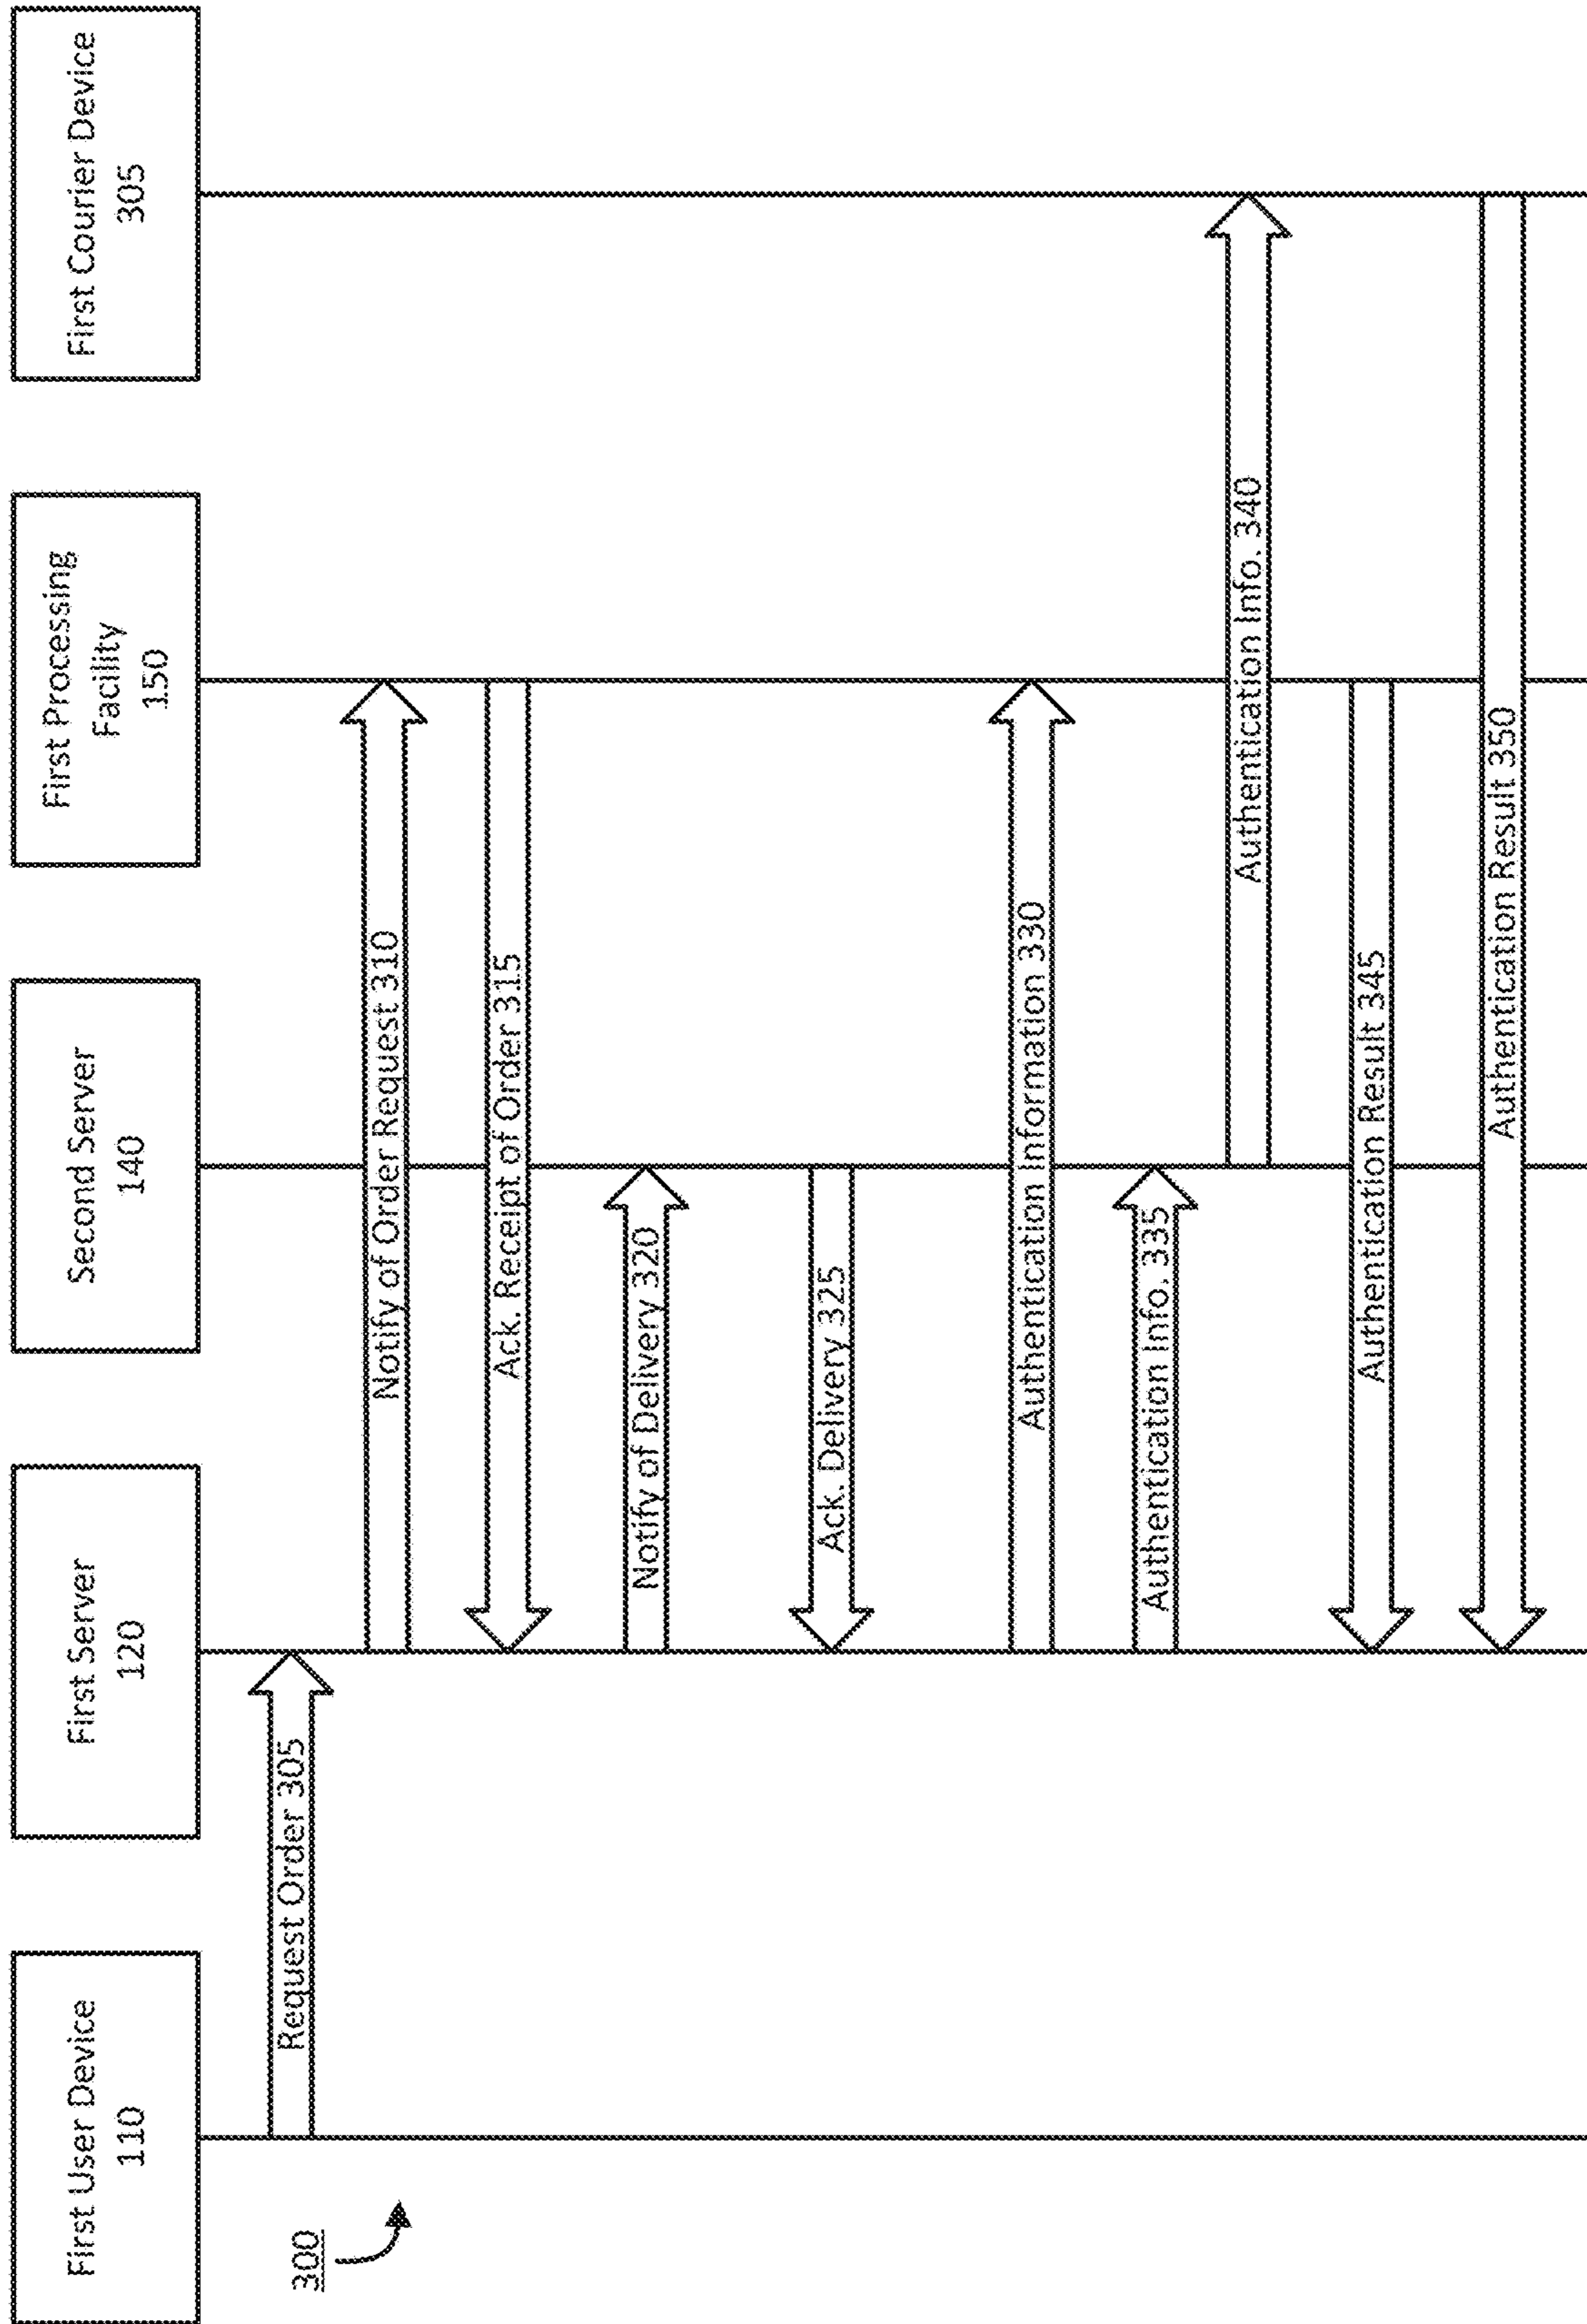 First User Device
110
First Server
120
Second Server
140
First Processing
Facility
150
First Courier Device
305
300
Request Order 305
Notify of Order Request 310
Ack. Receipt of Order 315
Notify of Delivery 320
Ack. Delivery 325
Authentication Information 330
Authentication Info. 335
Authentication Info. 340
Authentication Result 345
Authentication Result 350